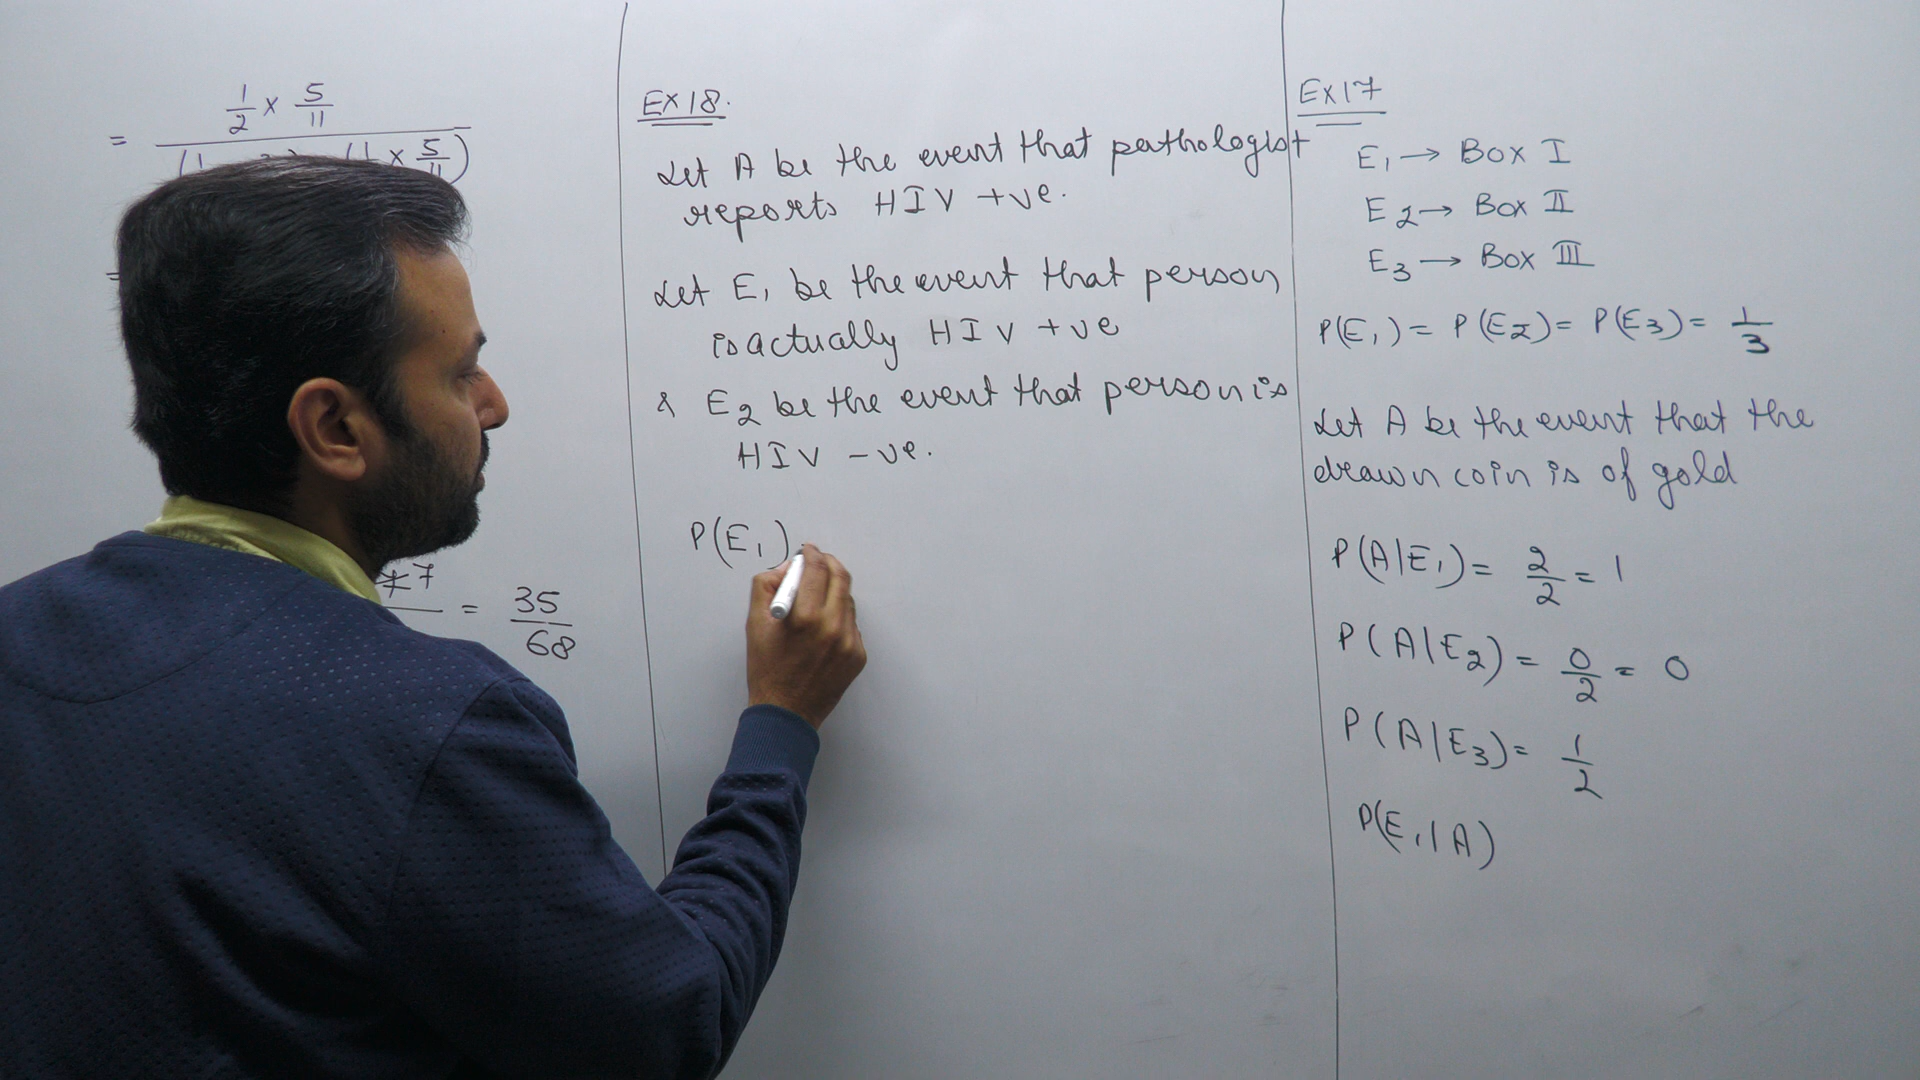 1/2 × 5/11
=
× 5/11)
=
7
= 35/68
Ex 18.
Let A be the event that pathologist
reports HIV +ve.
Let E₁ be the event that person
is actually HIV +ve
& E₂ be the event that person is
HIV -ve.
P(E₁)
Ex 17
E₁ → Box I
E₂ → Box II
E₃ → Box III
P(E₁) = P(E₂) = P(E₃) = 1/3
Let A be the event that the
drawn coin is of gold
P(A|E₁) = 2/2 = 1
P(A|E₂) = 0/2 = 0
P(A|E₃) = 1/2
P(E₁|A)